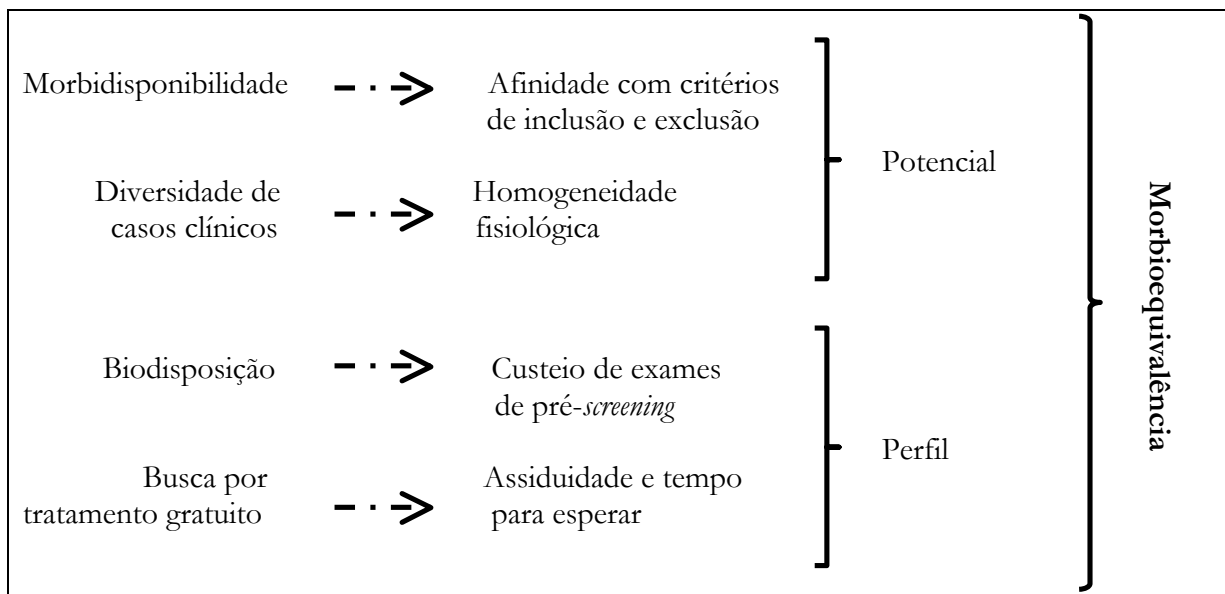 Morbidisponibilidade
Afinidade com critérios
de inclusão e exclusão
Diversidade de
casos clínicos
Homogeneidade
fisiológica
Potencial
Biodisposição
Custeio de exames
de pré-screening
Busca por
tratamento gratuito
Assiduidade e tempo
para esperar
Perfil
Morbioequivalência